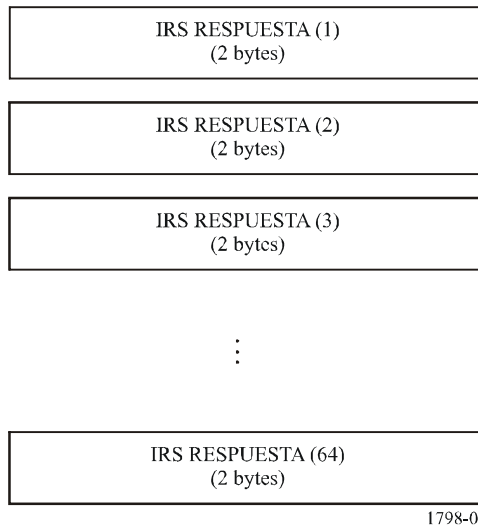 IRS RESPUESTA (1)
(2 bytes)
IRS RESPUESTA (2)
(2 bytes)
IRS RESPUESTA (3)
(2 bytes)
⋮
IRS RESPUESTA (64)
(2 bytes)
1798-0